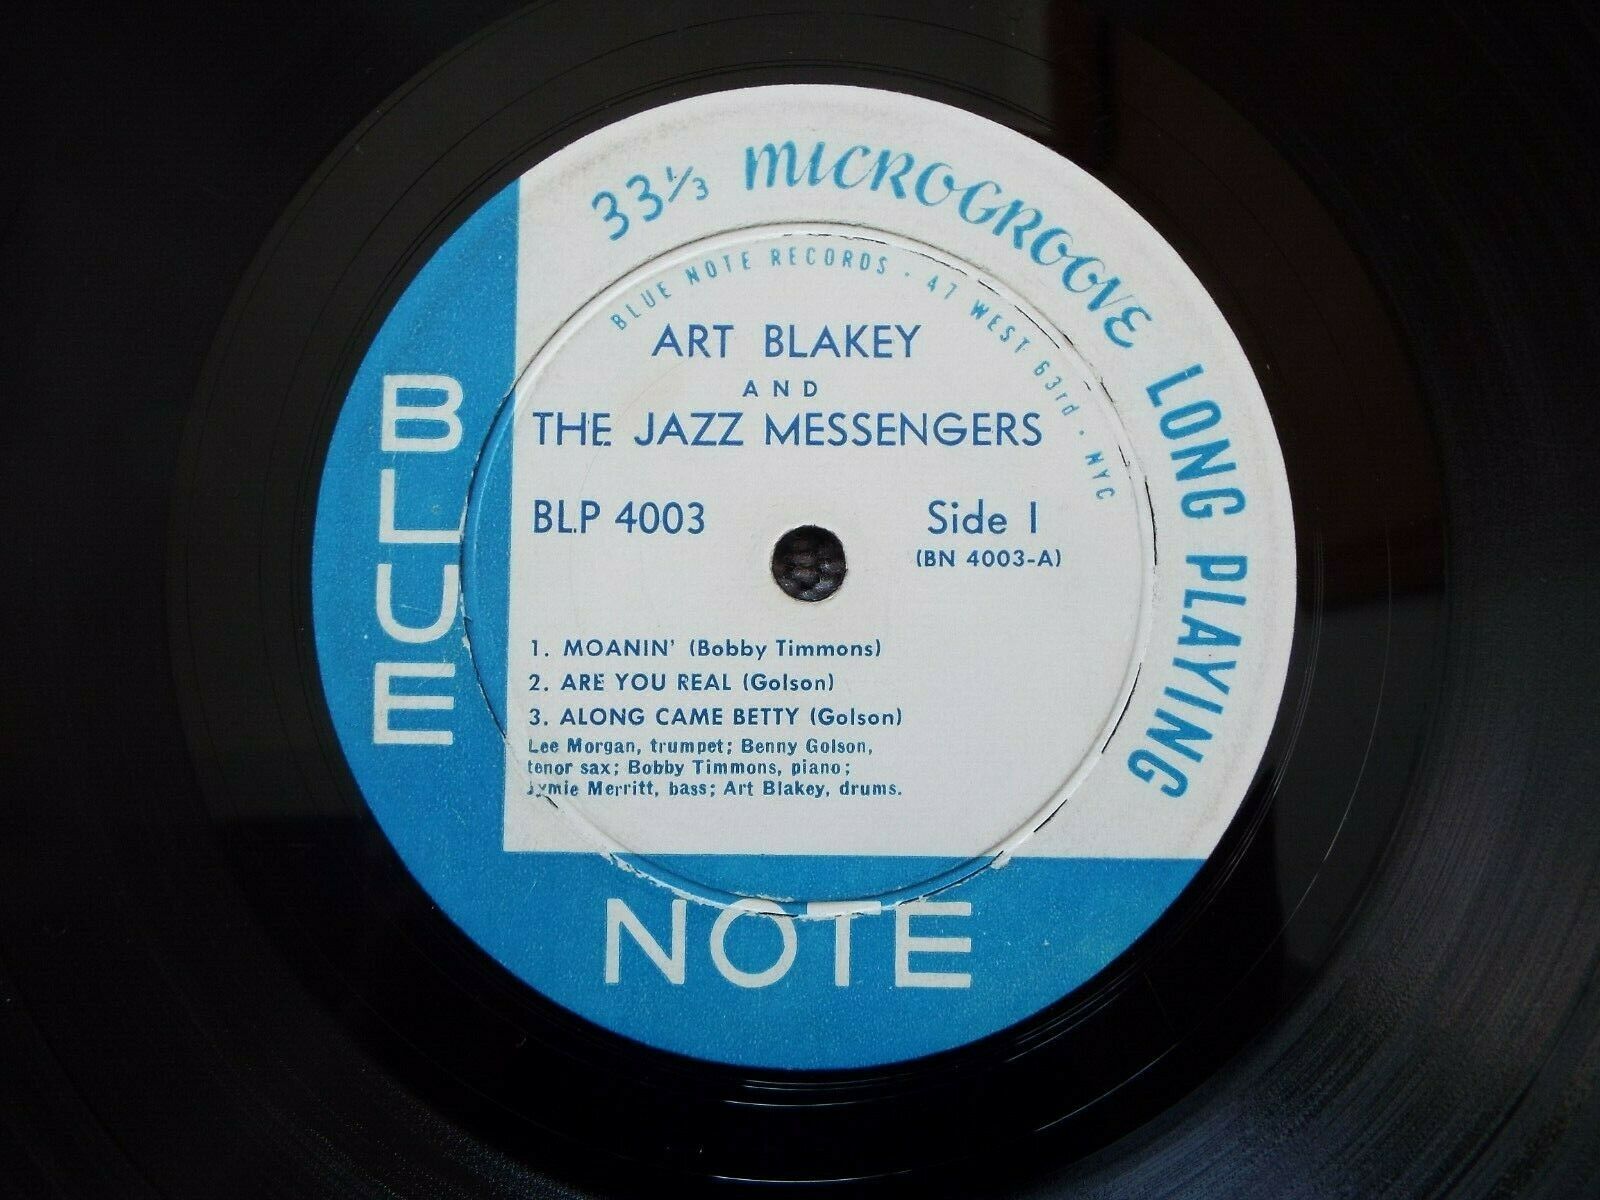 33⅓ MICROGROOVE LONG PLAYING
BLUE NOTE RECORDS · 47 WEST 63rd · NYC
ART BLAKEY
AND
THE JAZZ MESSENGERS
BLP 4003
Side 1
(BN 4003-A)
1. MOANIN' (Bobby Timmons)
2. ARE YOU REAL (Golson)
3. ALONG CAME BETTY (Golson)
Lee Morgan, trumpet; Benny Golson,
tenor sax; Bobby Timmons, piano;
Jymie Merritt, bass; Art Blakey, drums.
BLUE
NOTE